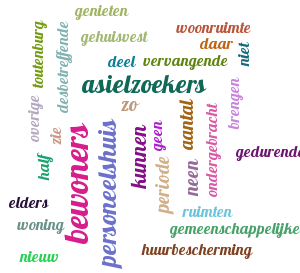 genieten
toutenburg
desbetreffende
gehuisvest
woonruimte
daar
niet
deel
vervangende
asielzoekers
brengen
overige
zo
aantal
ondergebracht
zie
half
bewoners
personeelshuis
kunnen
geen
periode
neen
gedurende
elders
woning
ruimten
gemeenschappelijke
nieuw
huurbescherming